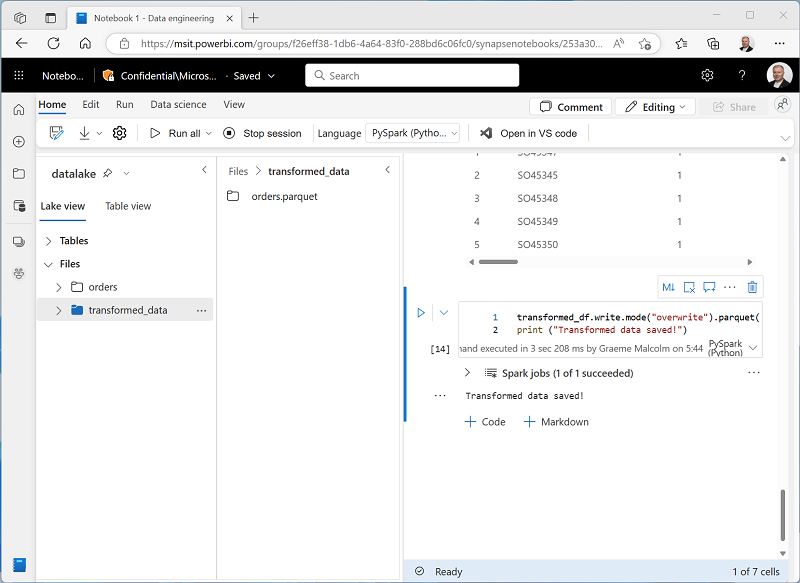 Notebook 1 - Data engineering
https://msit.powerbi.com/groups/f26eff38-1db6-4a64-83f0-288bd6c06fc0/synapsenotebooks/253a30...
Notebo...
Confidential\Micros...
Saved
Search
Home
Edit
Run
Data science
View
Comment
Editing
Share
Run all
Stop session
Language
PySpark (Pytho...
Open in VS code
datalake
Lake view
Table view
Tables
Files
orders
transformed_data
Files > transformed_data
orders.parquet
1 SO45347 1
2 SO45345 1
3 SO45348 1
4 SO45349 1
5 SO45350 1
M↓
1 transformed_df.write.mode("overwrite").parquet(
2 print ("Transformed data saved!")
[14]
hand executed in 3 sec 208 ms by Graeme Malcolm on 5:44
PySpark
(Python)
Spark jobs (1 of 1 succeeded)
Transformed data saved!
+ Code
+ Markdown
Ready
1 of 7 cells